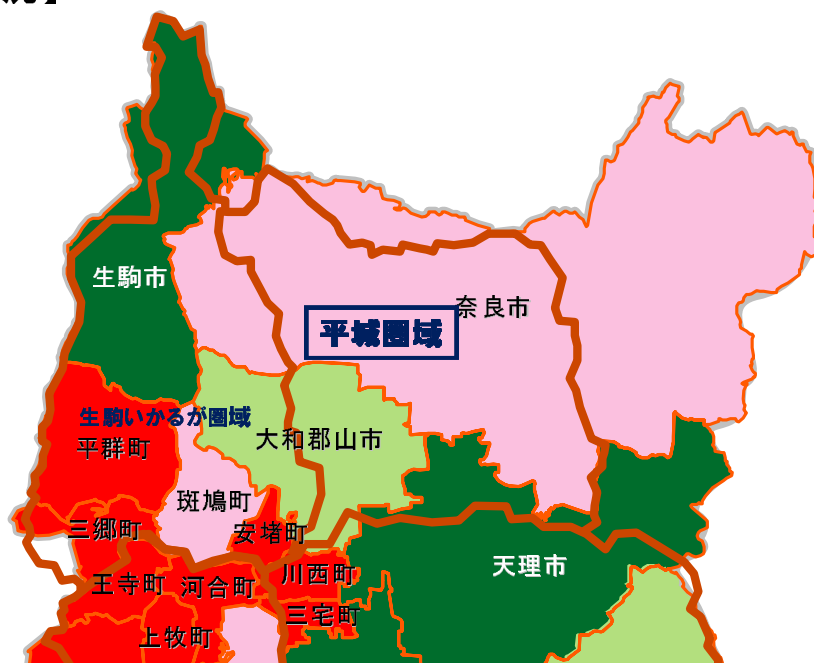 生駒市
奈良市
平城圏域
生駒いかるが圏域
大和郡山市
平群町
斑鳩町
三郷町
安堵町
天理市
川西町
王寺町
河合町
三宅町
上牧町